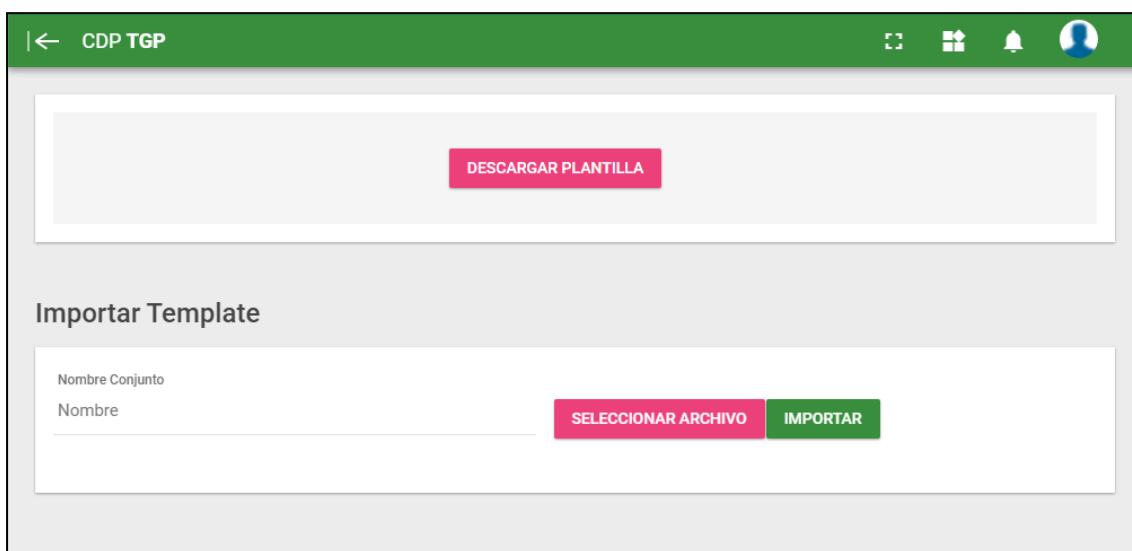 CDP TGP
DESCARGAR PLANTILLA
Importar Template
Nombre Conjunto
Nombre
SELECCIONAR ARCHIVO IMPORTAR